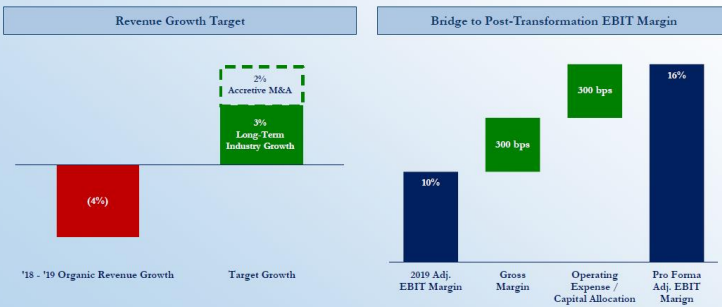 Revenue Growth Target
2%
Accretive M&A
3%
Long-Term
Industry Growth
(4%)
'18 - '19 Organic Revenue Growth
Target Growth
Bridge to Post-Transformation EBIT Margin
10%
300 bps
300 bps
16%
2019 Adj.
EBIT Margin
Gross
Margin
Operating
Expense /
Capital Allocation
Pro Forma
Adj. EBIT
Marign